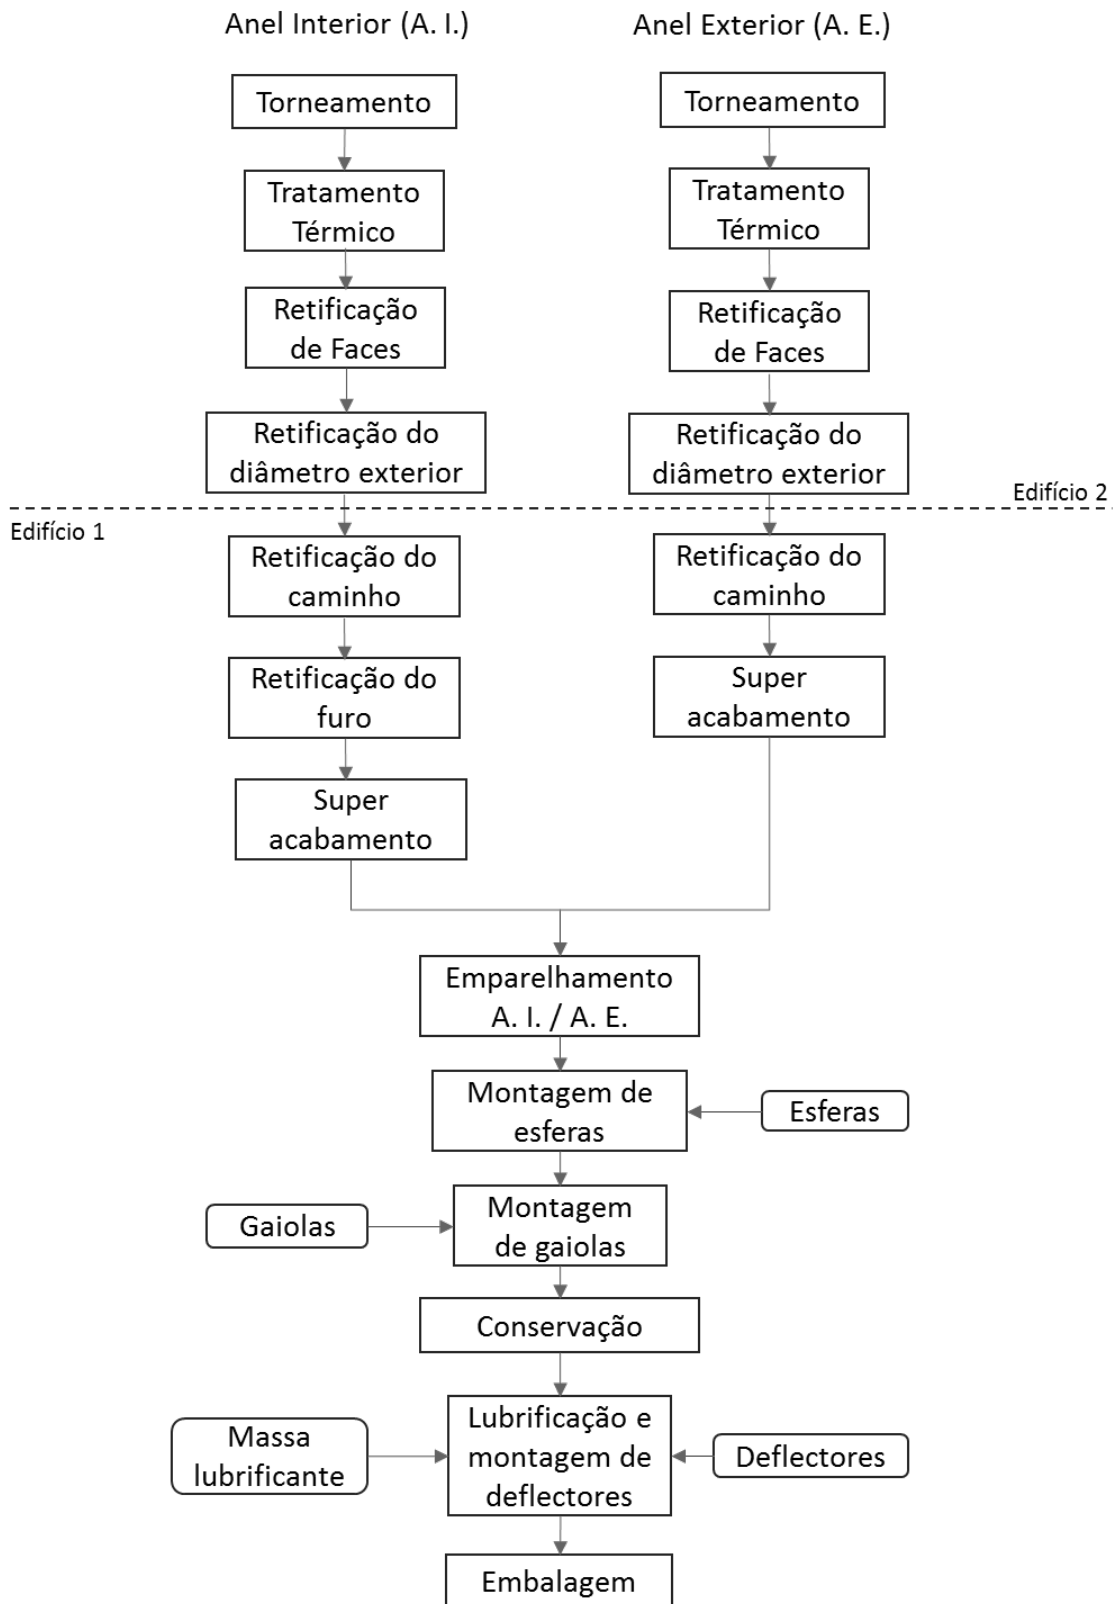 Anel Interior (A. I.)
Anel Exterior (A. E.)
Torneamento
Torneamento
Tratamento
Térmico
Tratamento
Térmico
Retificação
de Faces
Retificação
de Faces
Retificação do
diâmetro exterior
Retificação do
diâmetro exterior
Edifício 2
Edifício 1
Retificação do
caminho
Retificação do
caminho
Retificação do
furo
Super
acabamento
Super
acabamento
Emparelhamento
A. I. / A. E.
Montagem de
esferas
Esferas
Gaiolas
Montagem
de gaiolas
Conservação
Massa
lubrificante
Lubrificação e
montagem de
deflectores
Deflectores
Embalagem